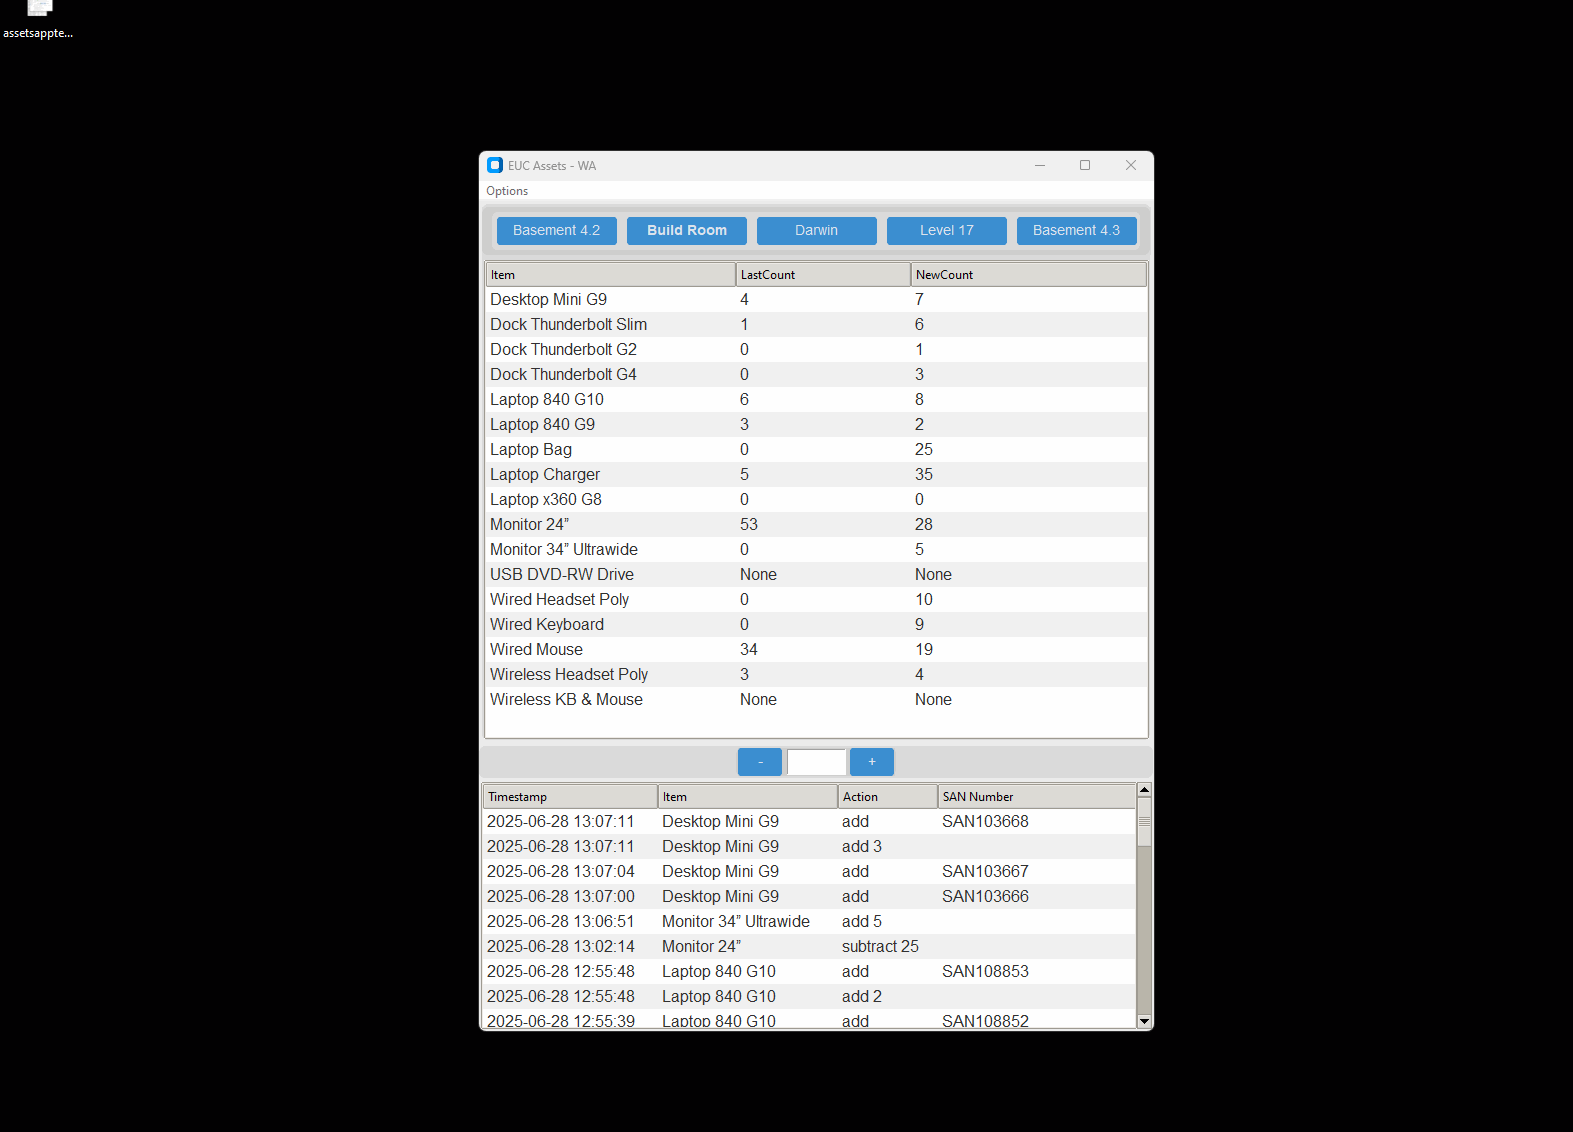 assetsappte...
EUC Assets - WA
Options
Basement 4.2 Build Room Darwin Level 17 Basement 4.3
Item LastCount NewCount
Desktop Mini G9 4 7
Dock Thunderbolt Slim 1 6
Dock Thunderbolt G2 0 1
Dock Thunderbolt G4 0 3
Laptop 840 G10 6 8
Laptop 840 G9 3 2
Laptop Bag 0 25
Laptop Charger 5 35
Laptop x360 G8 0 0
Monitor 24” 53 28
Monitor 34” Ultrawide 0 5
USB DVD-RW Drive None None
Wired Headset Poly 0 10
Wired Keyboard 0 9
Wired Mouse 34 19
Wireless Headset Poly 3 4
Wireless KB & Mouse None None
- +
Timestamp Item Action SAN Number
2025-06-28 13:07:11 Desktop Mini G9 add SAN103668
2025-06-28 13:07:11 Desktop Mini G9 add 3
2025-06-28 13:07:04 Desktop Mini G9 add SAN103667
2025-06-28 13:07:00 Desktop Mini G9 add SAN103666
2025-06-28 13:06:51 Monitor 34” Ultrawide add 5
2025-06-28 13:02:14 Monitor 24” subtract 25
2025-06-28 12:55:48 Laptop 840 G10 add SAN108853
2025-06-28 12:55:48 Laptop 840 G10 add 2
2025-06-28 12:55:39 Laptop 840 G10 add SAN108852